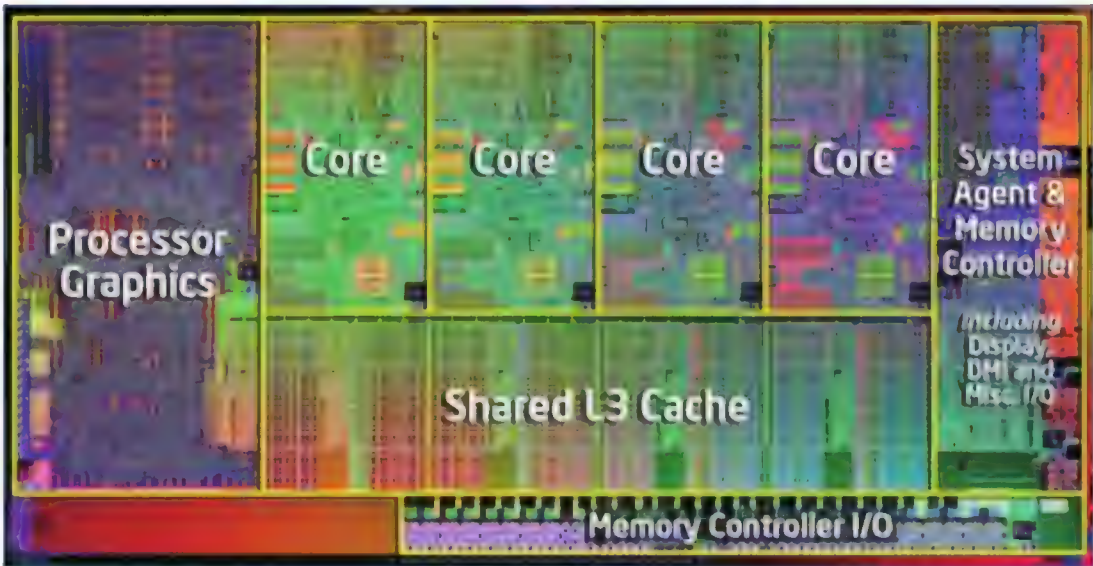 Processor
Graphics
Core
Core
Core
Core
System
Agent &
Memory
Controller
including
Display,
DMI and
Misc. I/O
Shared L3 Cache
Memory Controller I/O